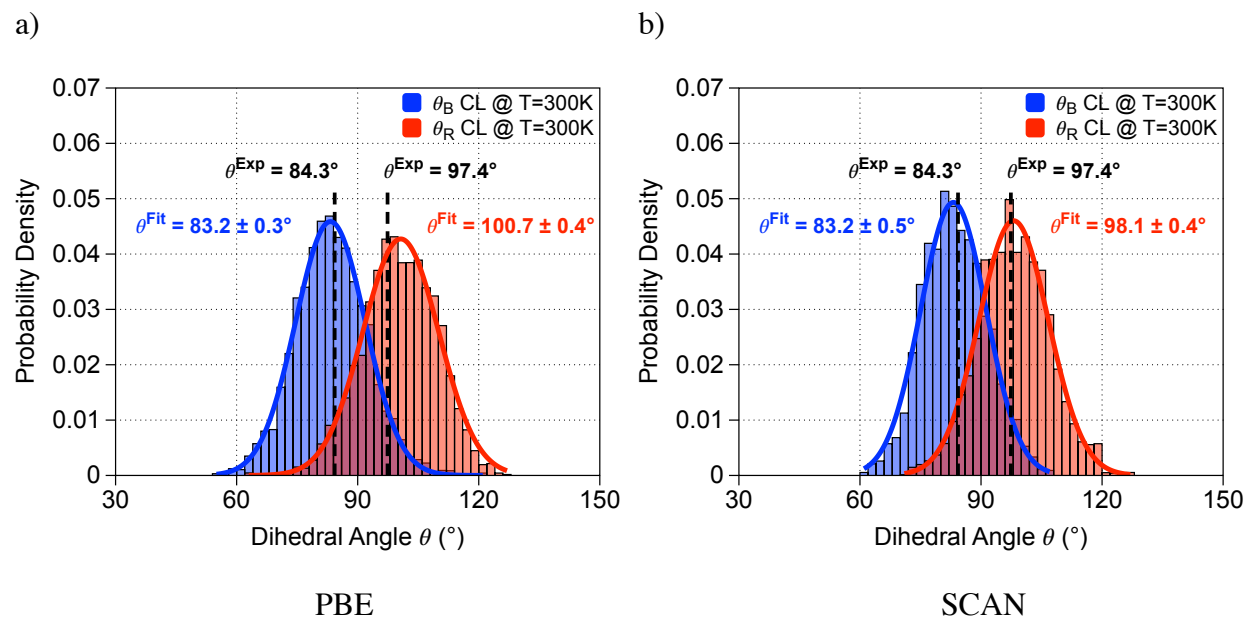 a)
0.07
0.06
0.05
0.04
0.03
0.02
0.01
0
Probability Density
θB CL @ T=300K
θR CL @ T=300K
θExp = 84.3°
θExp = 97.4°
θFit = 83.2 ± 0.3°
θFit = 100.7 ± 0.4°
30 60 90 120 150
Dihedral Angle θ (°)
PBE
b)
0.07
0.06
0.05
0.04
0.03
0.02
0.01
0
Probability Density
θB CL @ T=300K
θR CL @ T=300K
θExp = 84.3°
θExp = 97.4°
θFit = 83.2 ± 0.5°
θFit = 98.1 ± 0.4°
30 60 90 120 150
Dihedral Angle θ (°)
SCAN